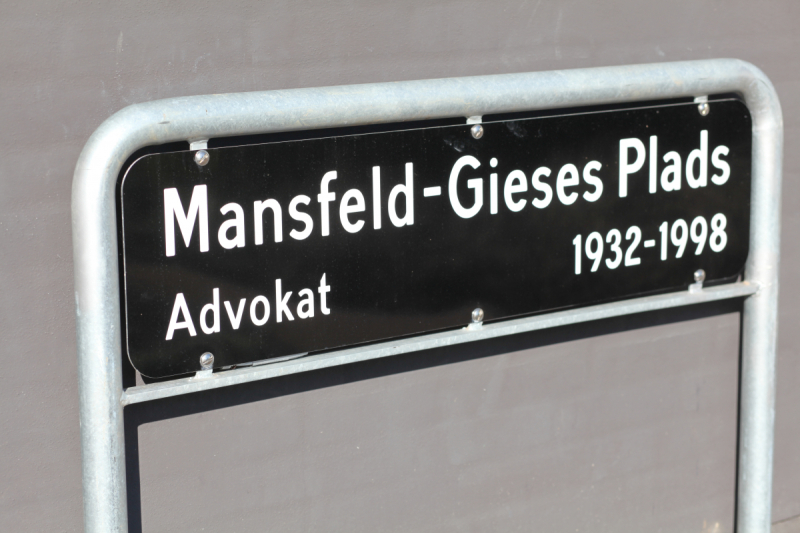 Mansfeld-Gieses Plads
1932-1998
Advokat